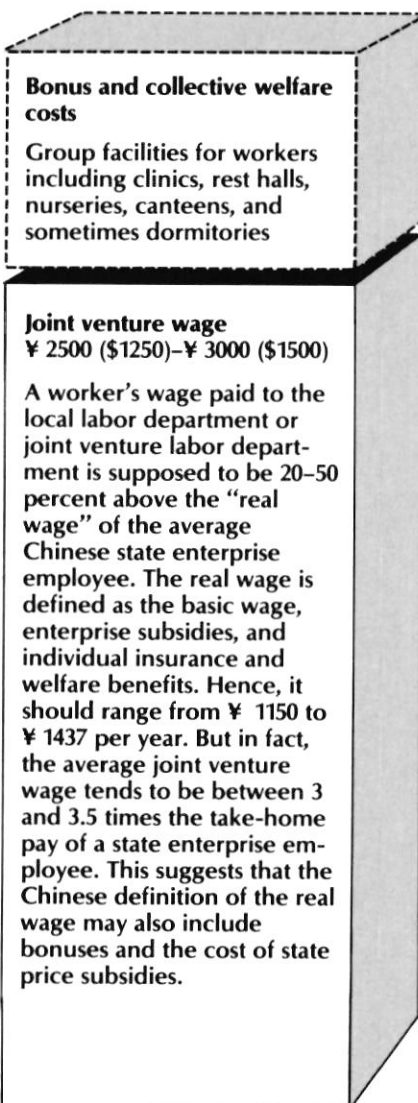 Bonus and collective welfare
costs
Group facilities for workers
including clinics, rest halls,
nurseries, canteens, and
sometimes dormitories
Joint venture wage
¥ 2500 ($1250)–¥ 3000 ($1500)
A worker's wage paid to the
local labor department or
joint venture labor depart-
ment is supposed to be 20–50
percent above the “real
wage” of the average
Chinese state enterprise
employee. The real wage is
defined as the basic wage,
enterprise subsidies, and
individual insurance and
welfare benefits. Hence, it
should range from ¥ 1150 to
¥ 1437 per year. But in fact,
the average joint venture
wage tends to be between 3
and 3.5 times the take-home
pay of a state enterprise em-
ployee. This suggests that the
Chinese definition of the real
wage may also include
bonuses and the cost of state
price subsidies.